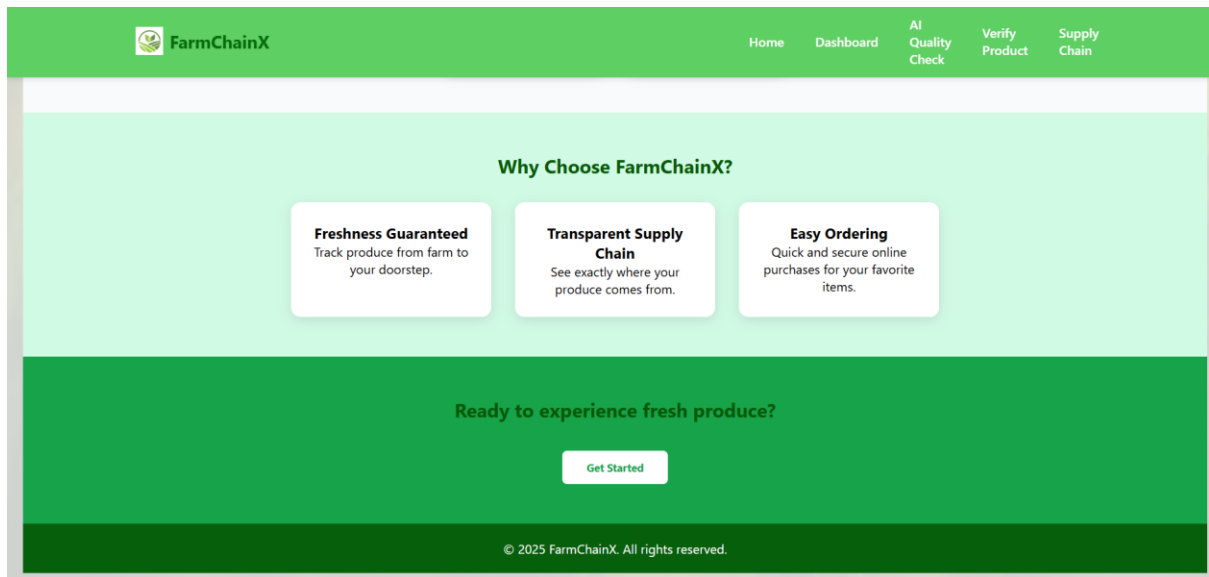 FarmChainX
Home
Dashboard
AI
Quality
Check
Verify
Product
Supply
Chain
Why Choose FarmChainX?
Freshness Guaranteed
Track produce from farm to
your doorstep.
Transparent Supply
Chain
See exactly where your
produce comes from.
Easy Ordering
Quick and secure online
purchases for your favorite
items.
Ready to experience fresh produce?
Get Started
© 2025 FarmChainX. All rights reserved.